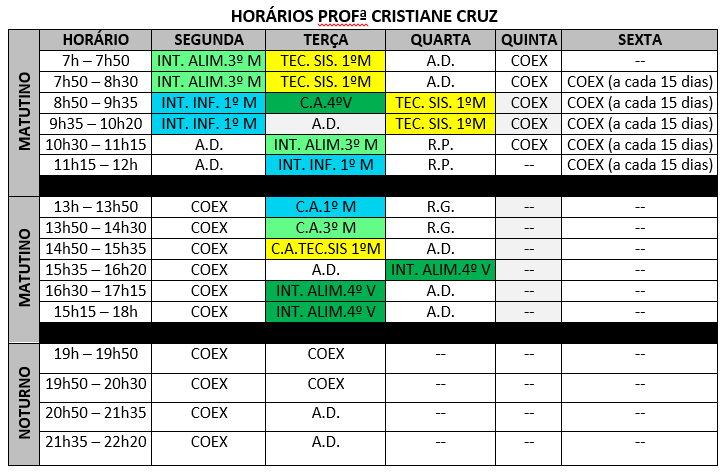 HORÁRIOS PROFª CRISTIANE CRUZ
HORÁRIO SEGUNDA TERÇA QUARTA QUINTA SEXTA
MATUTINO
7h – 7h50 INT. ALIM.3º M TEC. SIS. 1ºM A.D. COEX --
7h50 – 8h30 INT. ALIM.3º M TEC. SIS. 1ºM A.D. COEX COEX (a cada 15 dias)
8h50 – 9h35 INT. INF. 1º M C.A.4ºV TEC. SIS. 1ºM COEX COEX (a cada 15 dias)
9h35 – 10h20 INT. INF. 1º M A.D. TEC. SIS. 1ºM COEX COEX (a cada 15 dias)
10h30 – 11h15 A.D. INT. ALIM.3º M R.P. COEX COEX (a cada 15 dias)
11h15 – 12h A.D. INT. INF. 1º M R.P. -- COEX (a cada 15 dias)
MATUTINO
13h – 13h50 COEX C.A.1º M R.G. -- --
13h50 – 14h30 COEX C.A.3º M R.G. -- --
14h50 – 15h35 COEX C.A.TEC.SIS 1ºM A.D. -- --
15h35 – 16h20 COEX A.D. INT. ALIM.4º V -- --
16h30 – 17h15 COEX INT. ALIM.4º V A.D. -- --
15h15 – 18h COEX INT. ALIM.4º V A.D. -- --
NOTURNO
19h – 19h50 COEX COEX -- -- --
19h50 – 20h30 COEX COEX -- -- --
20h50 – 21h35 COEX A.D. -- -- --
21h35 – 22h20 COEX A.D. -- -- --